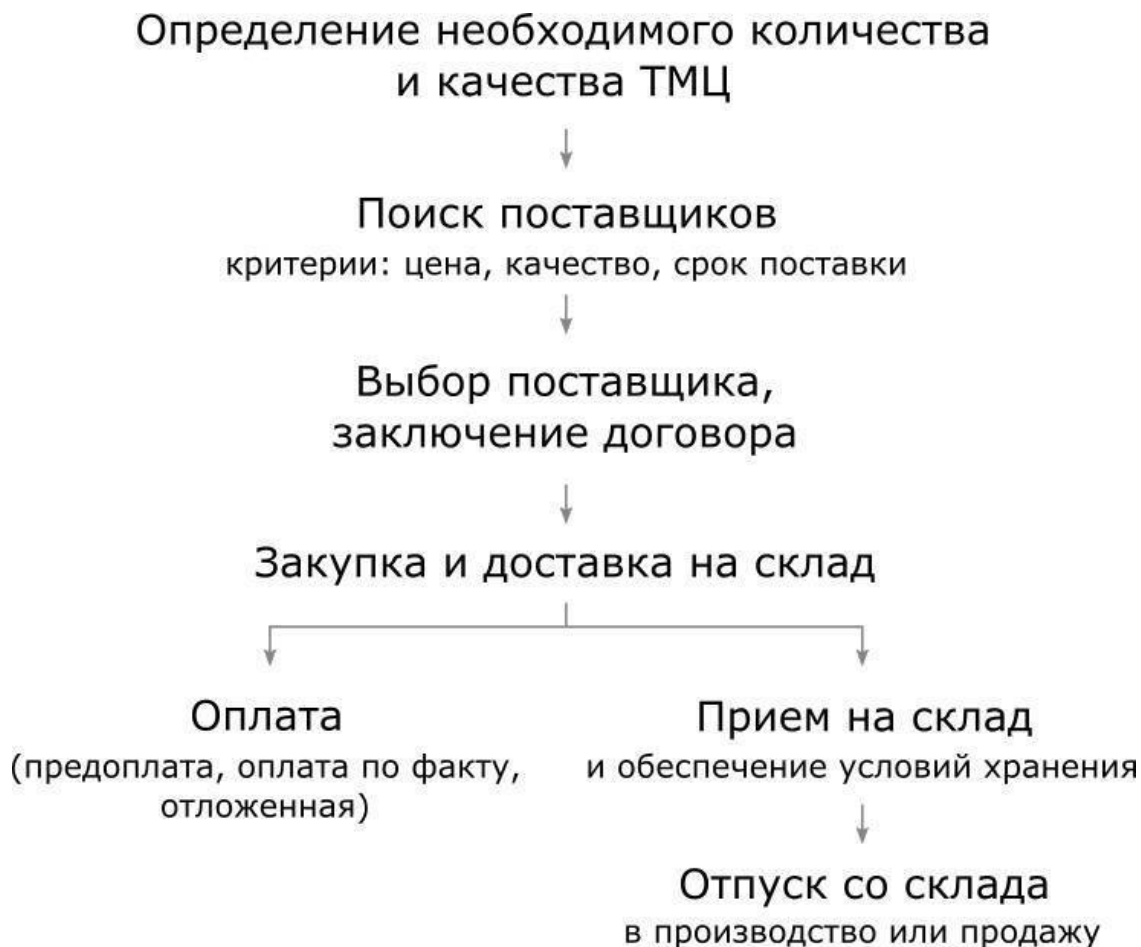 Определение необходимого количества
и качества ТМЦ
Поиск поставщиков
критерии: цена, качество, срок поставки
Выбор поставщика,
заключение договора
Закупка и доставка на склад
Оплата
(предоплата, оплата по факту,
отложенная)
Прием на склад
и обеспечение условий хранения
Отпуск со склада
в производство или продажу